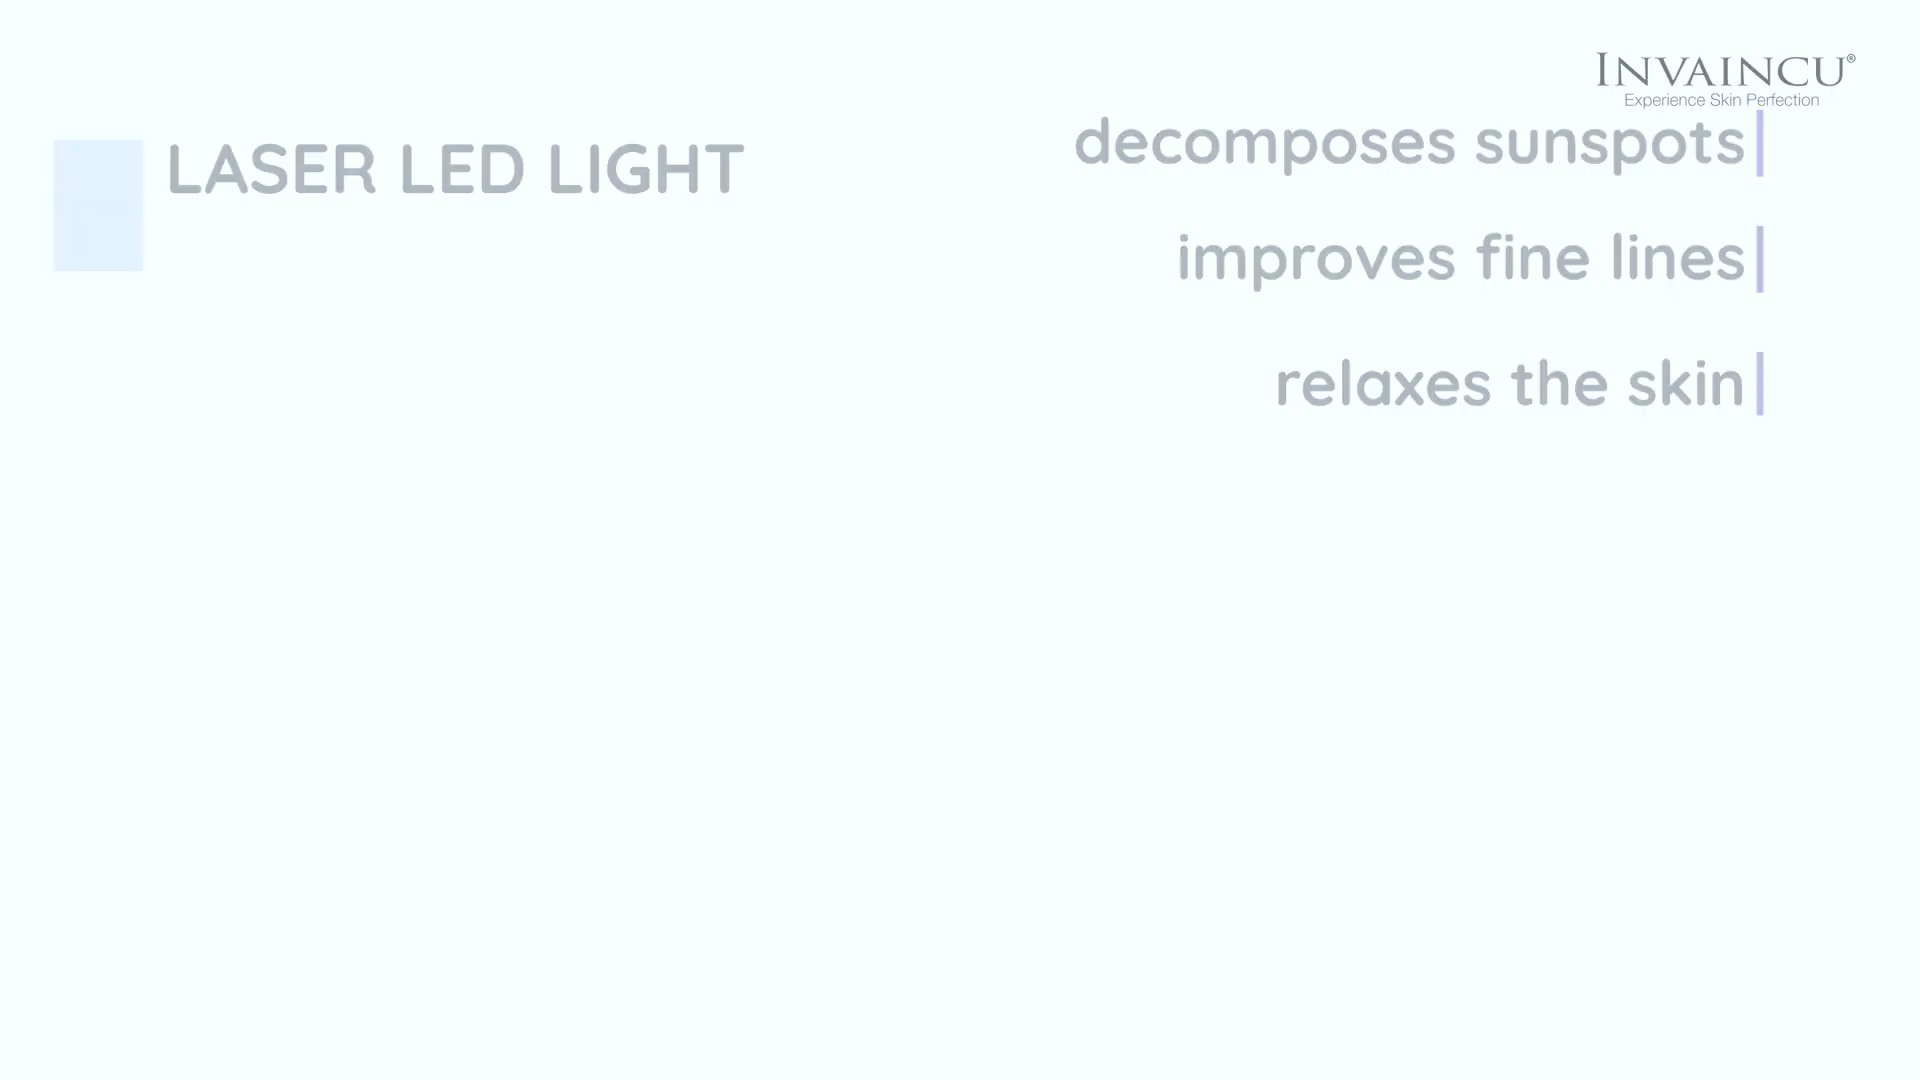 INVAINCU®
Experience Skin Perfection
LASER LED LIGHT
decomposes sunspots
improves fine lines
relaxes the skin